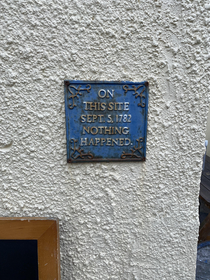 ON
THIS SITE
SEPT. 5, 1782
NOTHING
HAPPENED.